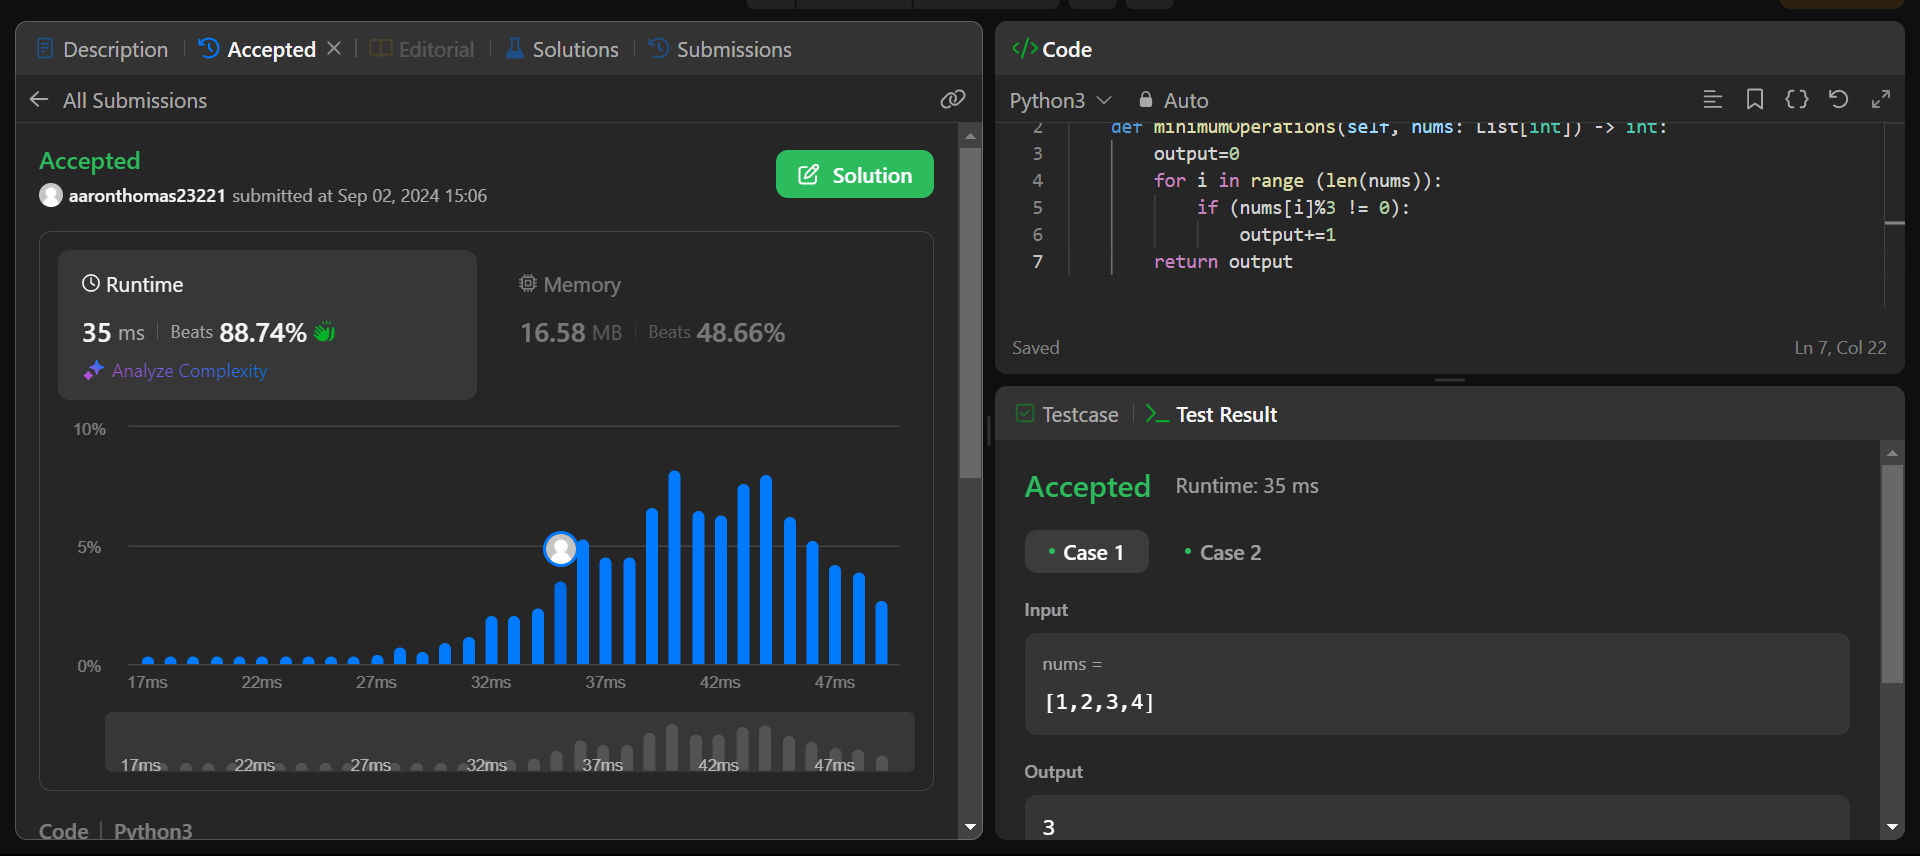 Description
Accepted
Editorial
Solutions
Submissions
All Submissions
Accepted
aaronthomas23221 submitted at Sep 02, 2024 15:06
Solution
Runtime
35 ms
Beats 88.74%
Analyze Complexity
Memory
16.58 MB
Beats 48.66%
10%
5%
0%
17ms 22ms 27ms 32ms 37ms 42ms 47ms
17ms 22ms 27ms 32ms 37ms 42ms 47ms
Code | Python3
</> Code
Python3
Auto
2 def minimumOperations(self, nums: List[int]) -> int:
3 output=0
4 for i in range (len(nums)):
5 if (nums[i]%3 != 0):
6 output+=1
7 return output
Saved
Ln 7, Col 22
Testcase
Test Result
Accepted
Runtime: 35 ms
Case 1
Case 2
Input
nums =
[1,2,3,4]
Output
3